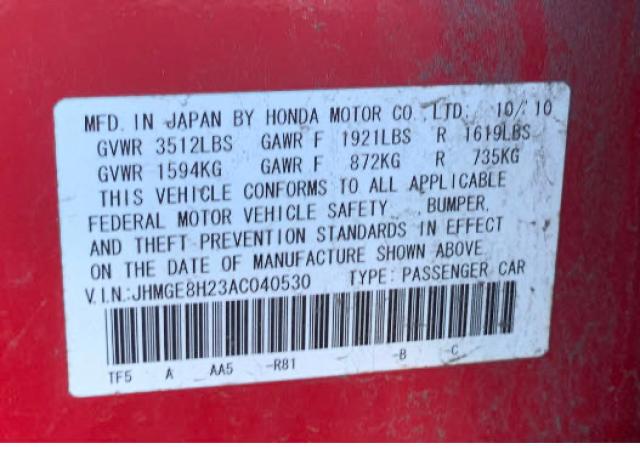 MFD. IN JAPAN BY HONDA MOTOR CO.,LTD. 10/10
GVWR 3512LBS GAWR F 1921LBS R 1619LBS
GVWR 1594KG GAWR F 872KG R 735KG
THIS VEHICLE CONFORMS TO ALL APPLICABLE
FEDERAL MOTOR VEHICLE SAFETY BUMPER,
AND THEFT PREVENTION STANDARDS IN EFFECT
ON THE DATE OF MANUFACTURE SHOWN ABOVE
V.I.N.:JHMGE8H23AC040530 TYPE: PASSENGER CAR
TF5 A AA5 -R81 -B -C